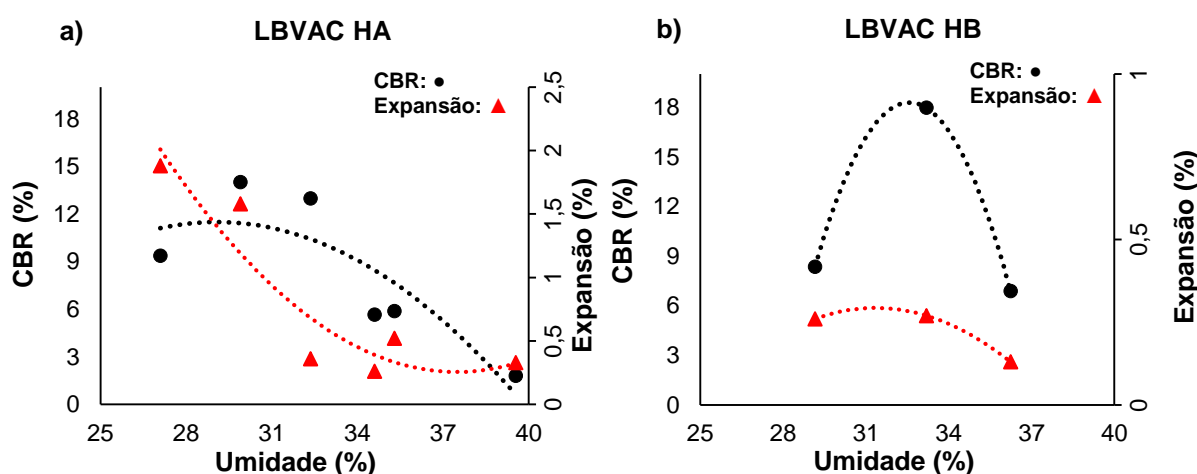 a) LBVAC HA
CBR:
Expansão:
CBR (%)
18
15
12
9
6
3
0
Expansão (%)
2,5
2
1,5
1
0,5
0
25 28 31 34 37 40
Umidade (%)
b) LBVAC HB
CBR:
Expansão:
CBR (%)
18
15
12
9
6
3
0
Expansão (%)
1
0,5
0
25 28 31 34 37 40
Umidade (%)